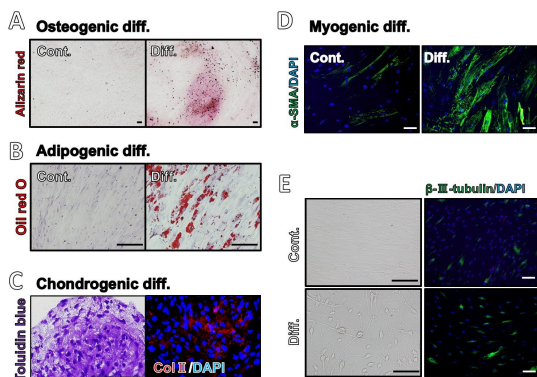 A Osteogenic diff.
Alizarin red
Cont.
Diff.
B Adipogenic diff.
Oil red O
Cont.
Diff.
C Chondrogenic diff.
Toluidin blue
Col Ⅱ/DAPI
D Myogenic diff.
α-SMA/DAPI
Cont.
Diff.
E
β-Ⅲ-tubulin/DAPI
Cont.
Diff.